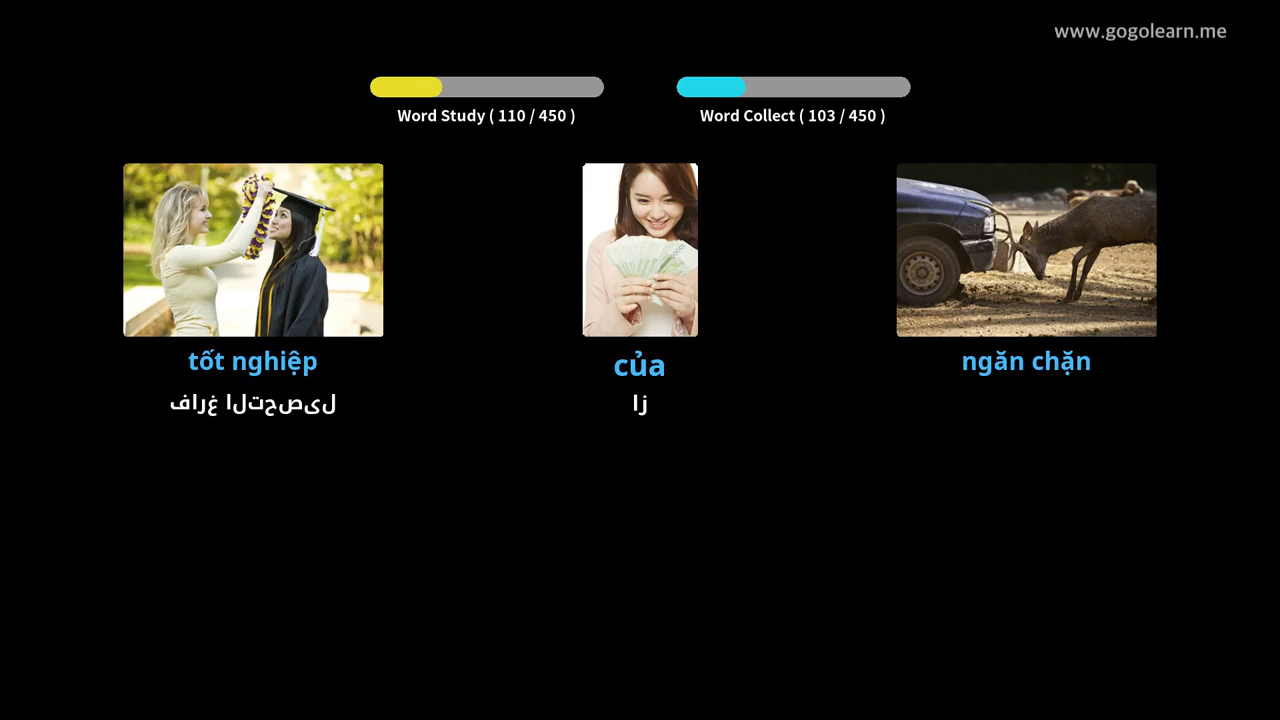 www.gogolearn.me
Word Study ( 110 / 450 )
Word Collect ( 103 / 450 )
tốt nghiệp
của
ngăn chặn
فارغ التحصیل
از